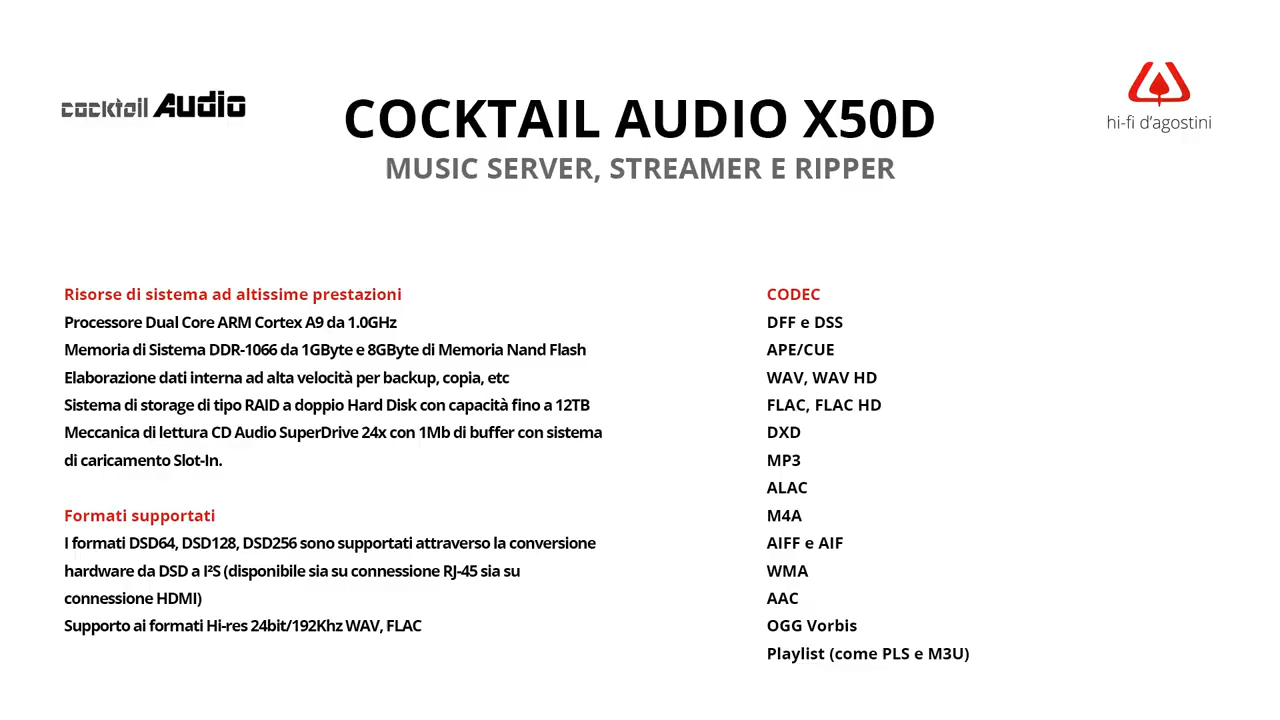 cocktail Audio
COCKTAIL AUDIO X50D
MUSIC SERVER, STREAMER E RIPPER
hi-fi d'agostini
Risorse di sistema ad altissime prestazioni
Processore Dual Core ARM Cortex A9 da 1.0GHz
Memoria di Sistema DDR-1066 da 1GByte e 8GByte di Memoria Nand Flash
Elaborazione dati interna ad alta velocità per backup, copia, etc
Sistema di storage di tipo RAID a doppio Hard Disk con capacità fino a 12TB
Meccanica di lettura CD Audio SuperDrive 24x con 1Mb di buffer con sistema
di caricamento Slot-In.
Formati supportati
I formati DSD64, DSD128, DSD256 sono supportati attraverso la conversione
hardware da DSD a I²S (disponibile sia su connessione RJ-45 sia su
connessione HDMI)
Supporto ai formati Hi-res 24bit/192Khz WAV, FLAC
CODEC
DFF e DSS
APE/CUE
WAV, WAV HD
FLAC, FLAC HD
DXD
MP3
ALAC
M4A
AIFF e AIF
WMA
AAC
OGG Vorbis
Playlist (come PLS e M3U)